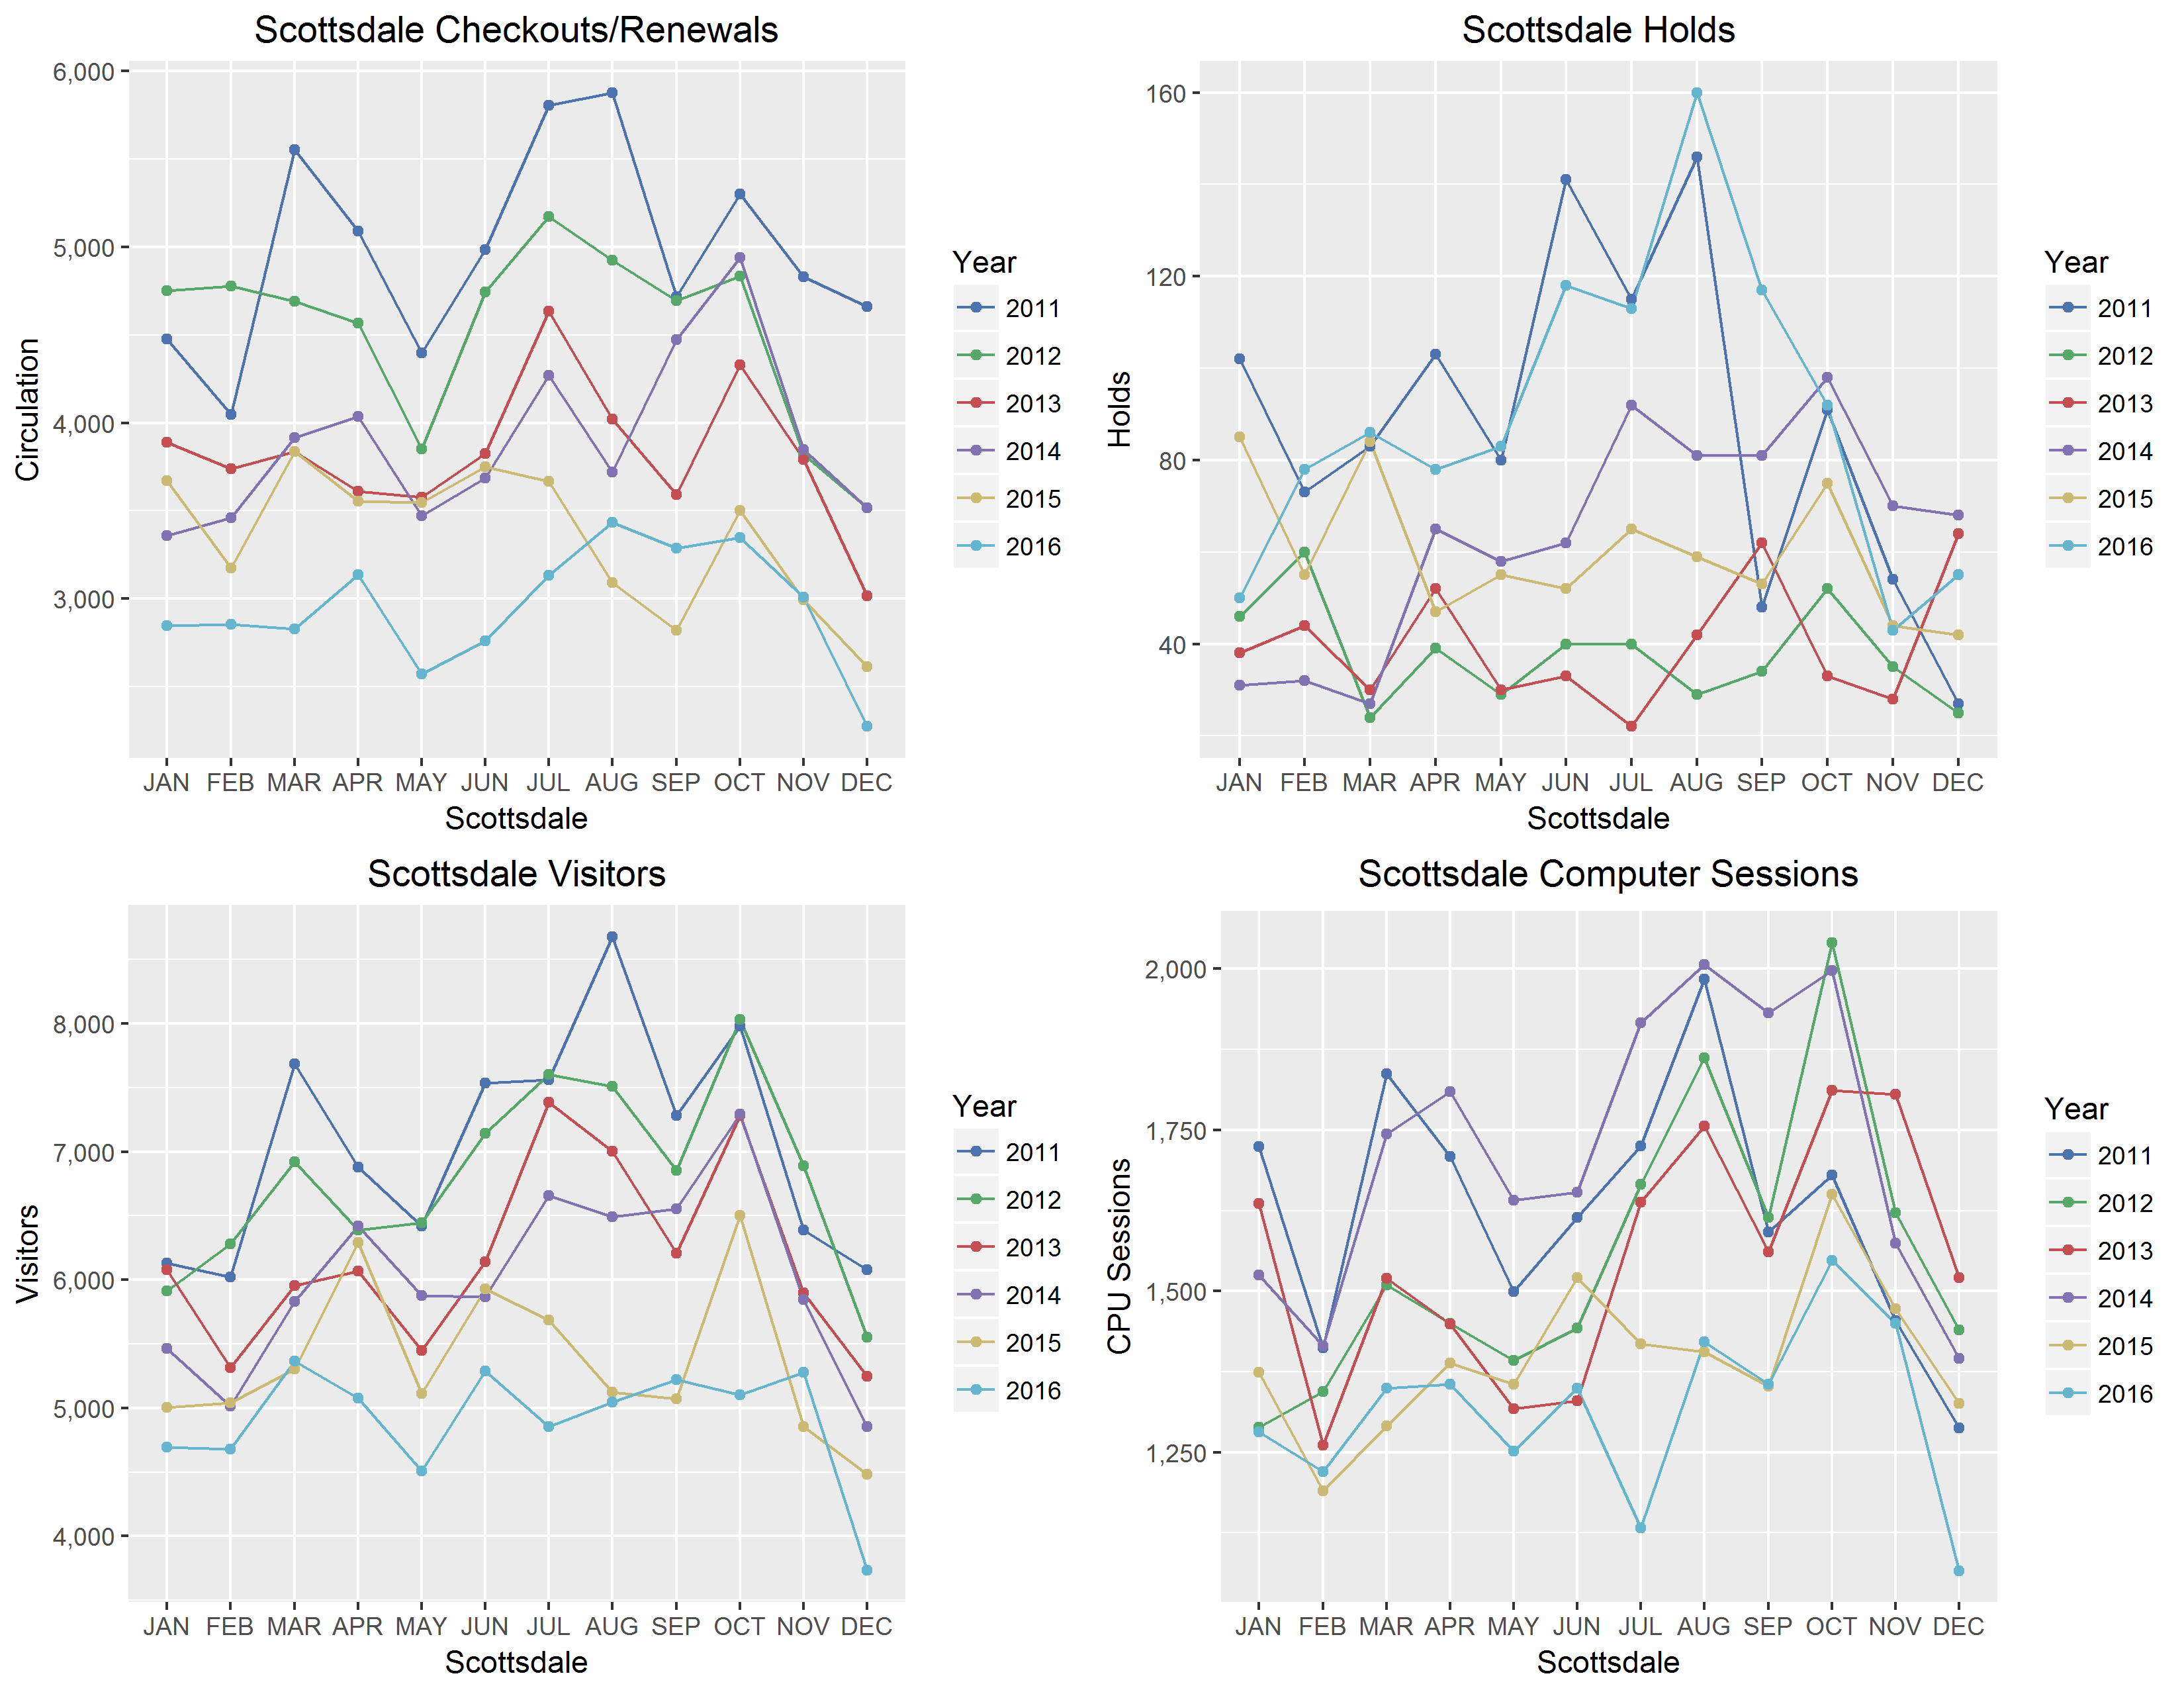 Scottsdale Checkouts/Renewals
6,000
5,000
4,000
3,000
Circulation
JAN FEB MAR APR MAY JUN JUL AUG SEP OCT NOV DEC
Scottsdale
Year
2011
2012
2013
2014
2015
2016
Scottsdale Holds
160
120
80
40
Holds
JAN FEB MAR APR MAY JUN JUL AUG SEP OCT NOV DEC
Scottsdale
Year
2011
2012
2013
2014
2015
2016
Scottsdale Visitors
8,000
7,000
6,000
5,000
4,000
Visitors
JAN FEB MAR APR MAY JUN JUL AUG SEP OCT NOV DEC
Scottsdale
Year
2011
2012
2013
2014
2015
2016
Scottsdale Computer Sessions
2,000
1,750
1,500
1,250
CPU Sessions
JAN FEB MAR APR MAY JUN JUL AUG SEP OCT NOV DEC
Scottsdale
Year
2011
2012
2013
2014
2015
2016